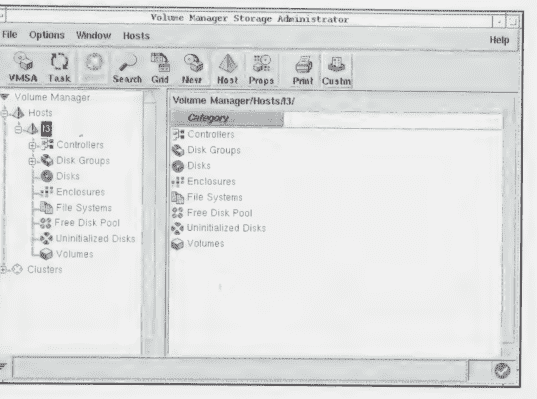 Volume Manager Storage Administrator
File Options Window Hosts Help
VMSA Task Search Grid New Host Props Print Custm
Volume Manager
Hosts
l3
Controllers
Disk Groups
Disks
Enclosures
File Systems
Free Disk Pool
Uninitialized Disks
Volumes
Clusters
Volume Manager/Hosts/l3/
Category
Controllers
Disk Groups
Disks
Enclosures
File Systems
Free Disk Pool
Uninitialized Disks
Volumes